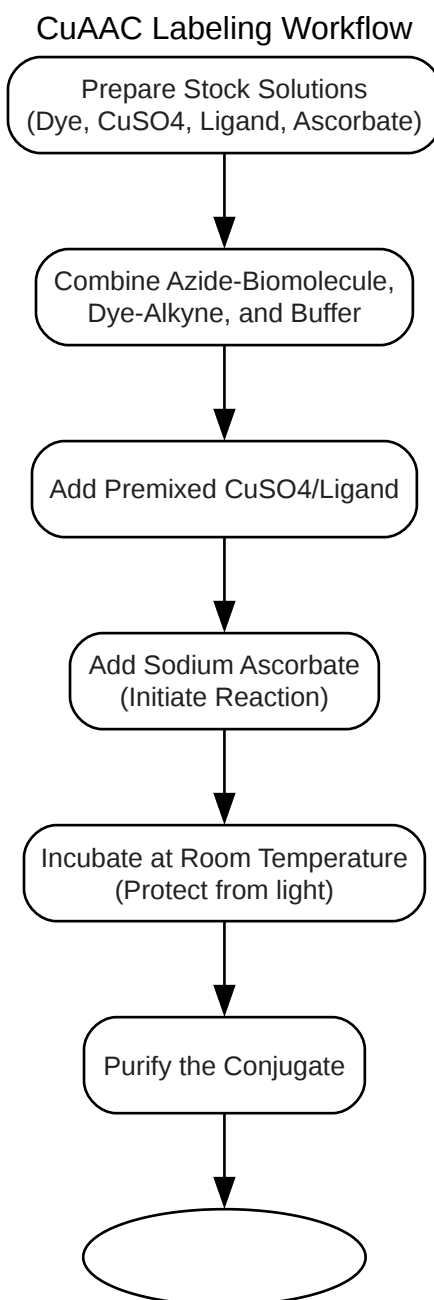 CuAAC Labeling Workflow
Prepare Stock Solutions
(Dye, CuSO4, Ligand, Ascorbate)
Combine Azide-Biomolecule,
Dye-Alkyne, and Buffer
Add Premixed CuSO4/Ligand
Add Sodium Ascorbate
(Initiate Reaction)
Incubate at Room Temperature
(Protect from light)
Purify the Conjugate